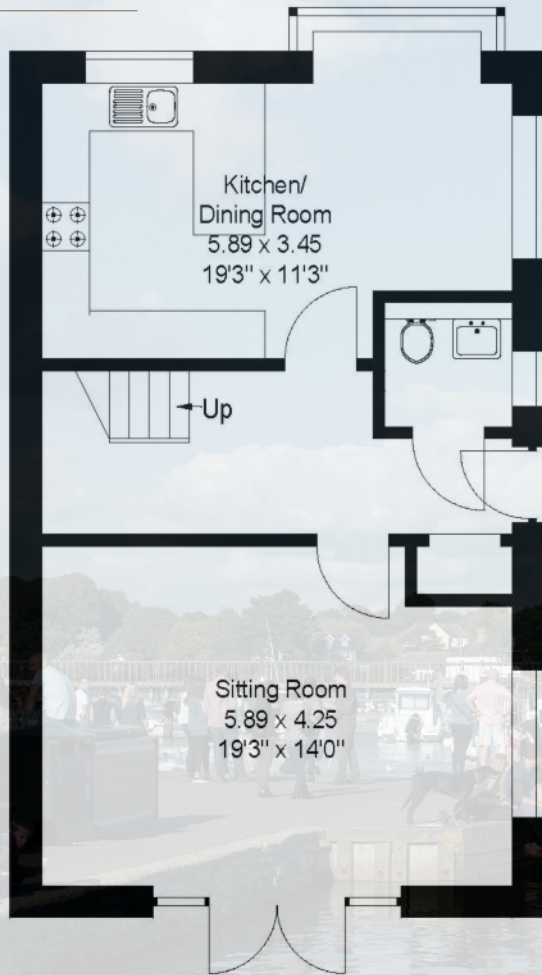 Kitchen/
Dining Room
5.89 x 3.45
19'3" x 11'3"
Up
Sitting Room
5.89 x 4.25
19'3" x 14'0"